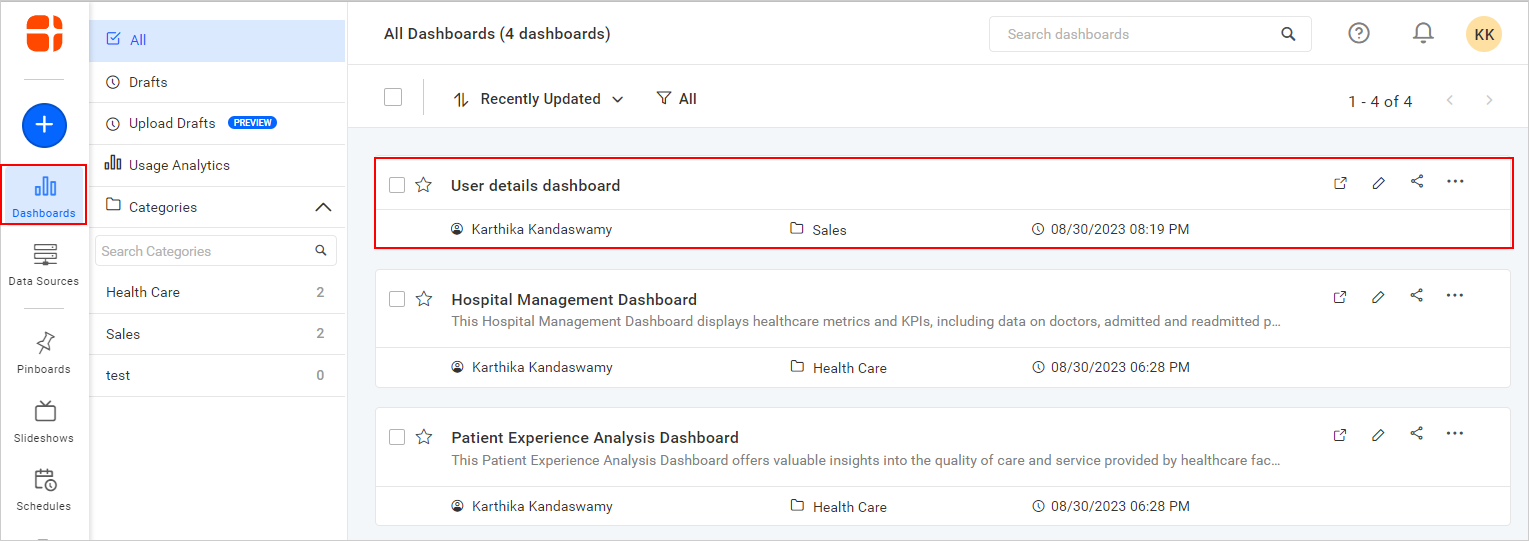 Dashboards
Data Sources
Pinboards
Slideshows
Schedules
All
Drafts
Upload Drafts PREVIEW
Usage Analytics
Categories
Search Categories
Health Care 2
Sales 2
test 0
All Dashboards (4 dashboards)
Search dashboards
KK
Recently Updated All 1 - 4 of 4
User details dashboard
Karthika Kandaswamy Sales 08/30/2023 08:19 PM
Hospital Management Dashboard
This Hospital Management Dashboard displays healthcare metrics and KPIs, including data on doctors, admitted and readmitted p...
Karthika Kandaswamy Health Care 08/30/2023 06:28 PM
Patient Experience Analysis Dashboard
This Patient Experience Analysis Dashboard offers valuable insights into the quality of care and service provided by healthcare fac...
Karthika Kandaswamy Health Care 08/30/2023 06:28 PM